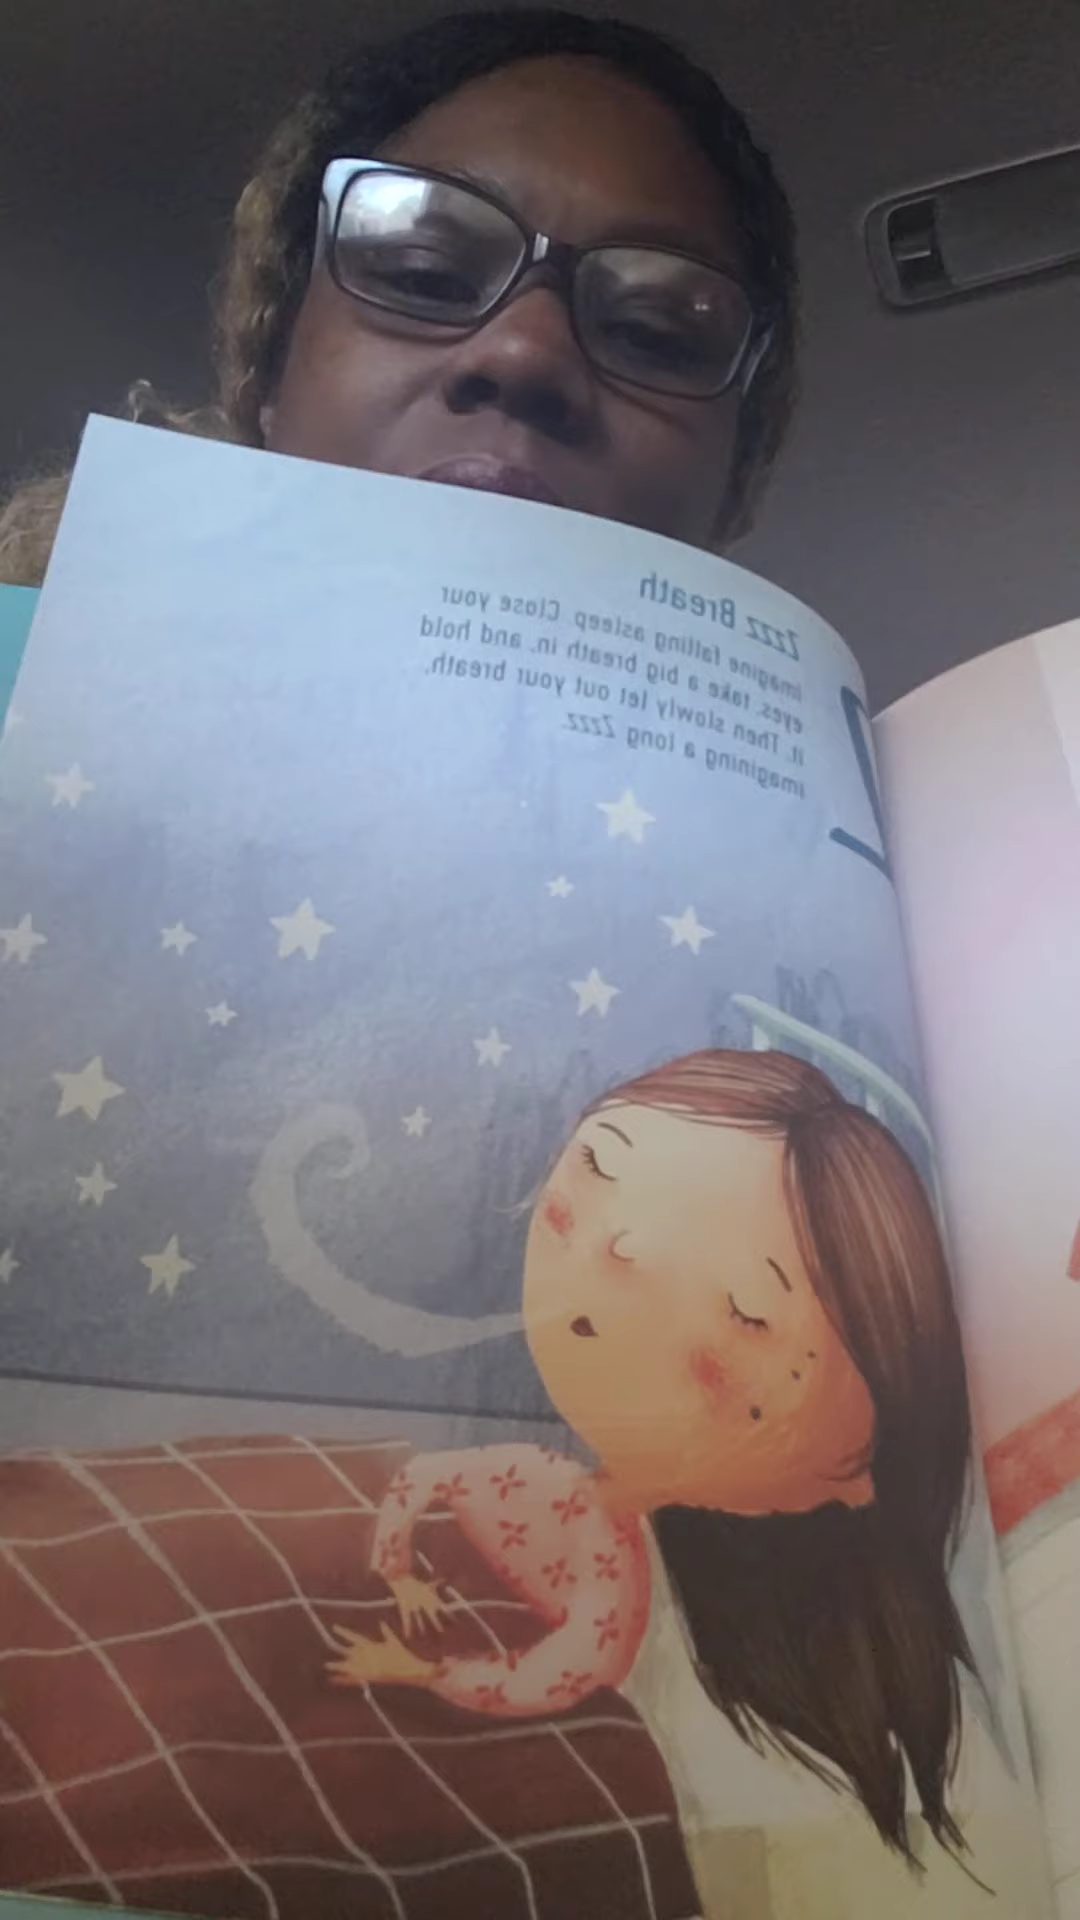 Zzzz Breath
Imagine falling asleep. Close your
eyes, take a big breath in, and hold
it. Then slowly let out your breath,
imagining a long Zzzz.